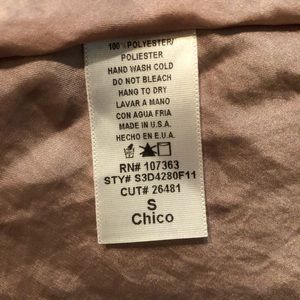 100% POLYESTER/
POLIESTER
HAND WASH COLD
DO NOT BLEACH
HANG TO DRY
LAVAR A MANO
CON AGUA FRIA
MADE IN U.S.A.
HECHO EN E.U.A.
RN# 107363
STY# S3D4280F11
CUT# 26481
S
Chico